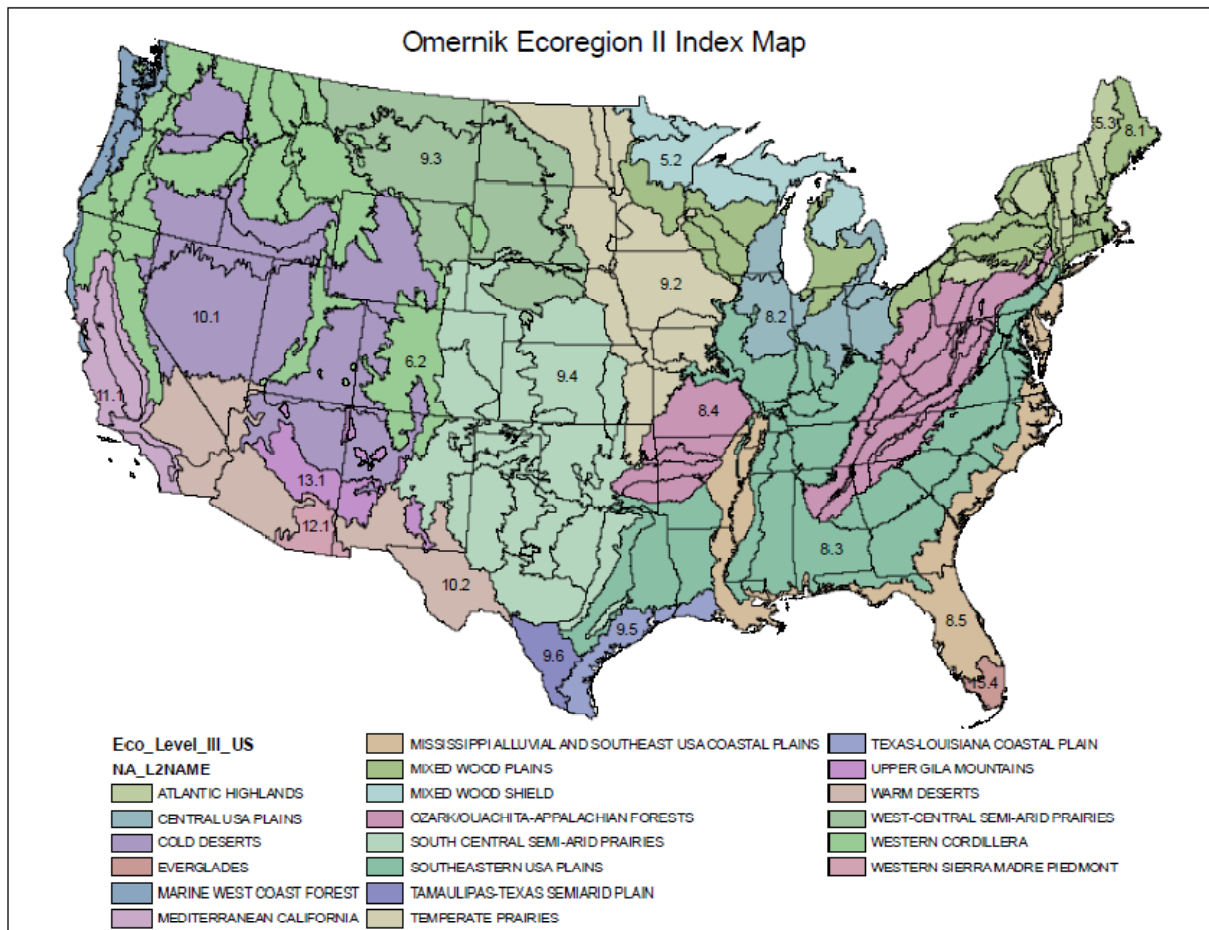 Omernik Ecoregion II Index Map
5.3
8.1
5.2
9.3
9.2
10.1
8.2
6.2
9.4
11.1
8.4
13.1
12.1
8.3
10.2
9.5
8.5
9.6
15.4
Eco_Level_III_US
NA_L2NAME
ATLANTIC HIGHLANDS
CENTRAL USA PLAINS
COLD DESERTS
EVERGLADES
MARINE WEST COAST FOREST
MEDITERRANEAN CALIFORNIA
MISSISSIPPI ALLUVIAL AND SOUTHEAST USA COASTAL PLAINS
MIXED WOOD PLAINS
MIXED WOOD SHIELD
OZARK/OUACHITA-APPALACHIAN FORESTS
SOUTH CENTRAL SEMI-ARID PRAIRIES
SOUTHEASTERN USA PLAINS
TAMAULIPAS-TEXAS SEMIARID PLAIN
TEMPERATE PRAIRIES
TEXAS-LOUISIANA COASTAL PLAIN
UPPER GILA MOUNTAINS
WARM DESERTS
WEST-CENTRAL SEMI-ARID PRAIRIES
WESTERN CORDILLERA
WESTERN SIERRA MADRE PIEDMONT